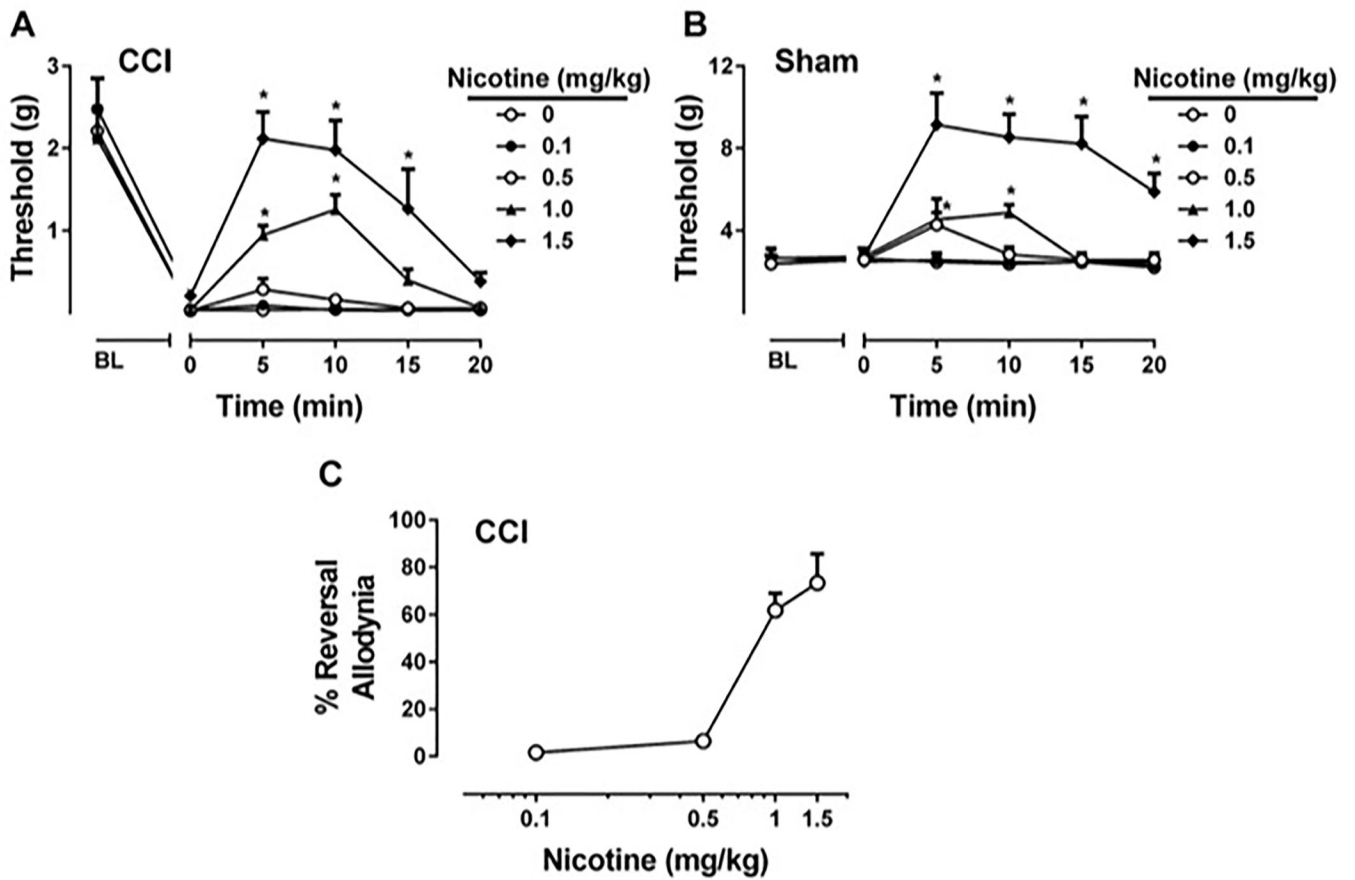 A
CCI
Threshold (g)
3
2
1
Nicotine (mg/kg)
0
0.1
0.5
1.0
1.5
* * * * *
BL
0 5 10 15 20
Time (min)
B
Sham
Threshold (g)
12
8
4
Nicotine (mg/kg)
0
0.1
0.5
1.0
1.5
* * * * * *
BL
0 5 10 15 20
Time (min)
C
CCI
% Reversal
Allodynia
100
80
60
40
20
0
0.1 0.5 1 1.5
Nicotine (mg/kg)